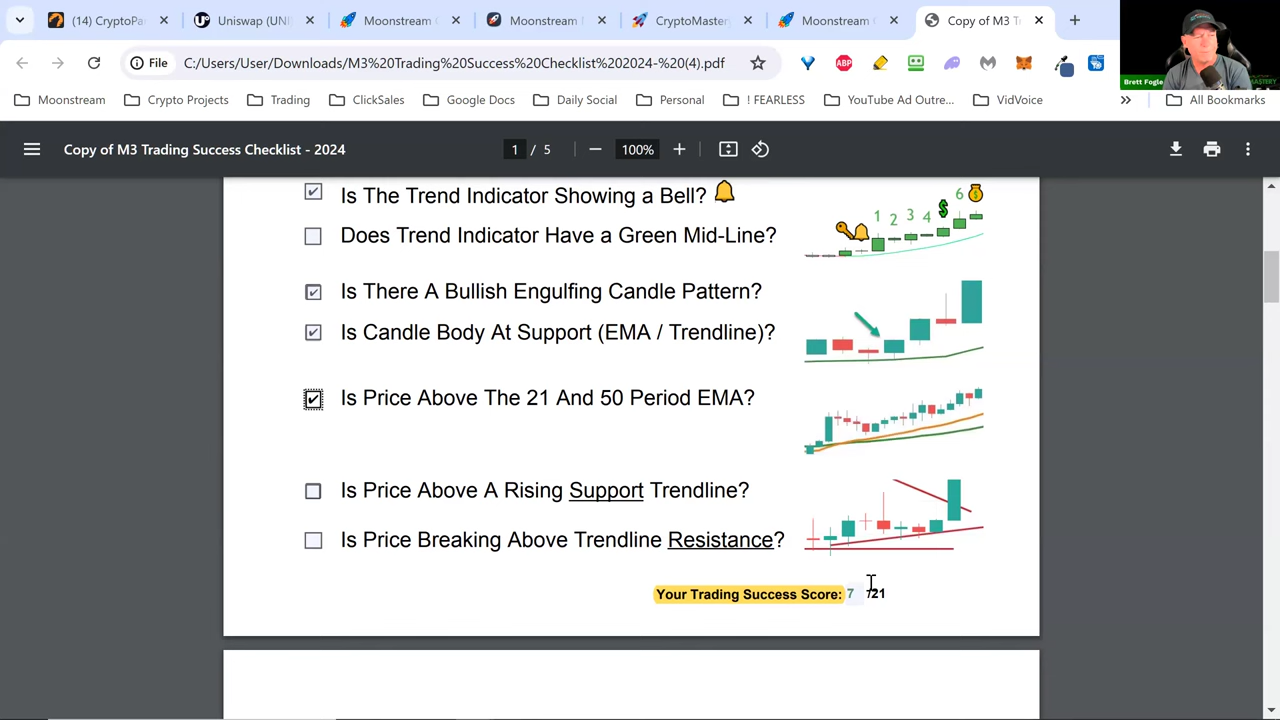 (14) CryptoPa
Uniswap (UNI
Moonstream
Moonstream
CryptoMaster
Moonstream
Copy of M3 T
File
C:/Users/User/Downloads/M3%20Trading%20Success%20Checklist%202024-%20(4).pdf
ABP
Moonstream
Crypto Projects
Trading
ClickSales
Google Docs
Daily Social
Personal
! FEARLESS
YouTube Ad Outre...
VidVoice
All Bookmarks
Brett Fogle
Copy of M3 Trading Success Checklist - 2024
1 / 5
100%
Is The Trend Indicator Showing a Bell?
1 2 3 4 $ 6 $
Does Trend Indicator Have a Green Mid-Line?
Is There A Bullish Engulfing Candle Pattern?
Is Candle Body At Support (EMA / Trendline)?
Is Price Above The 21 And 50 Period EMA?
Is Price Above A Rising Support Trendline?
Is Price Breaking Above Trendline Resistance?
Your Trading Success Score: 7 /21